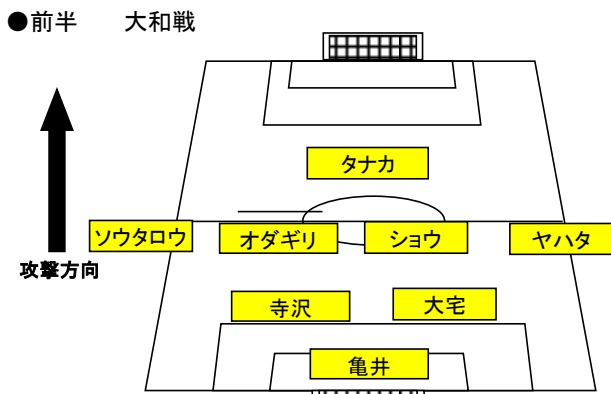 ●前半　大和戦
タナカ
ソウタロウ　オダギリ　ショウ　ヤハタ
攻撃方向
寺沢　大宅
亀井